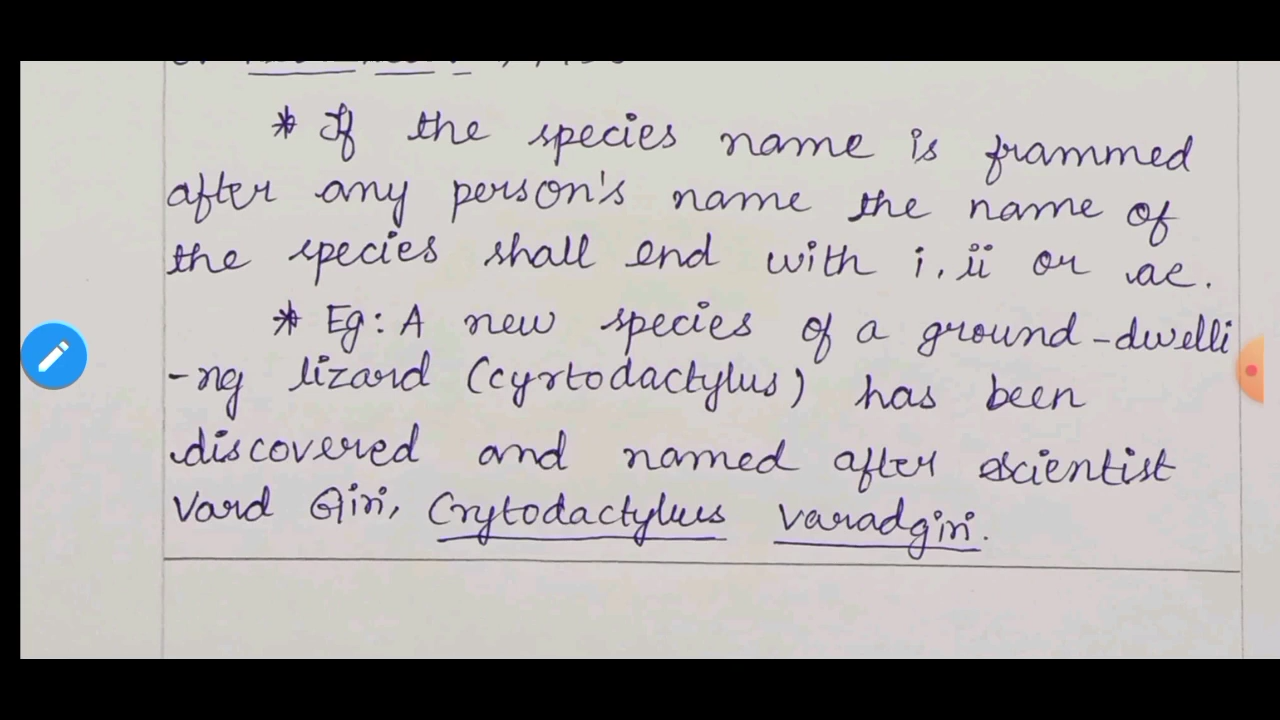 * If the species name is frammed
after any person's name the name of
the species shall end with i, ii or ae.
* Eg: A new species of a ground-dwelli
-ng lizard (cyrtodactylus) has been
discovered and named after scientist
Vard Giri, Crytodactylus varadgiri.